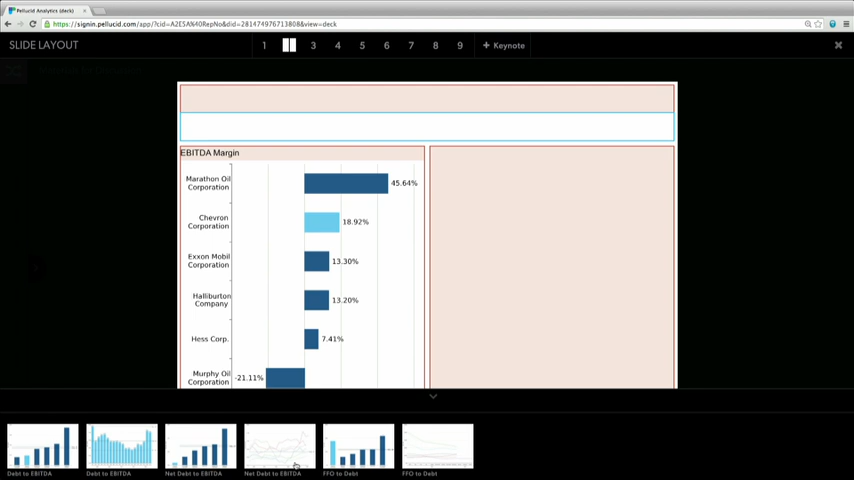 Pellucid Analytics (deck)
https://signin.pellucid.com/app/?cid=A2E5A%40RepNo&did=281474976713808&view=deck
SLIDE LAYOUT
1 3 4 5 6 7 8 9 + Keynote
EBITDA Margin
Marathon Oil
Corporation
45.64%
Chevron
Corporation
18.92%
Exxon Mobil
Corporation
13.30%
Halliburton
Company
13.20%
Hess Corp.
7.41%
Murphy Oil
Corporation
-21.11%
Debt to EBITDA
Debt to EBITDA
Net Debt to EBITDA
Net Debt to EBITDA
FFO to Debt
FFO to Debt